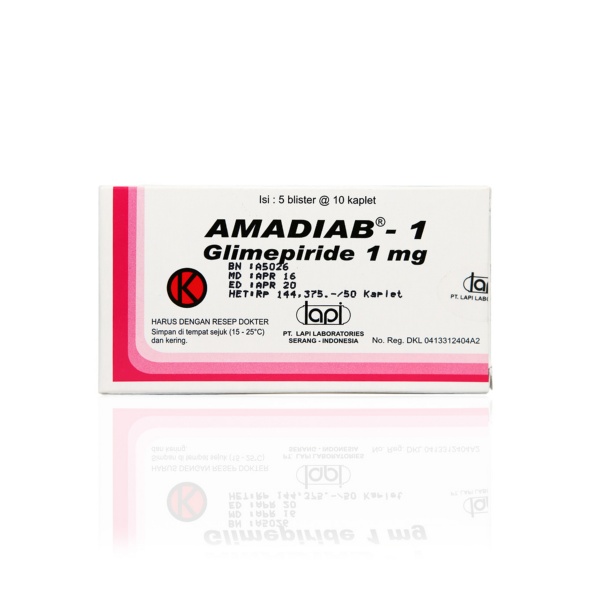 Isi : 5 blister @ 10 kaplet
AMADIAB® - 1
Glimepiride 1 mg
BN :A5026
MD :APR 16
ED :APR 20
HET:Rp 144,375.-/50 Kaplet
K
lapi
lapi
PT. LAPI LABO
HARUS DENGAN RESEP DOKTER
Simpan di tempat sejuk (15 - 25°C)
dan kering.
PT. LAPI LABORATORIES
SERANG - INDONESIA
No. Reg. DKL 0413312404A2